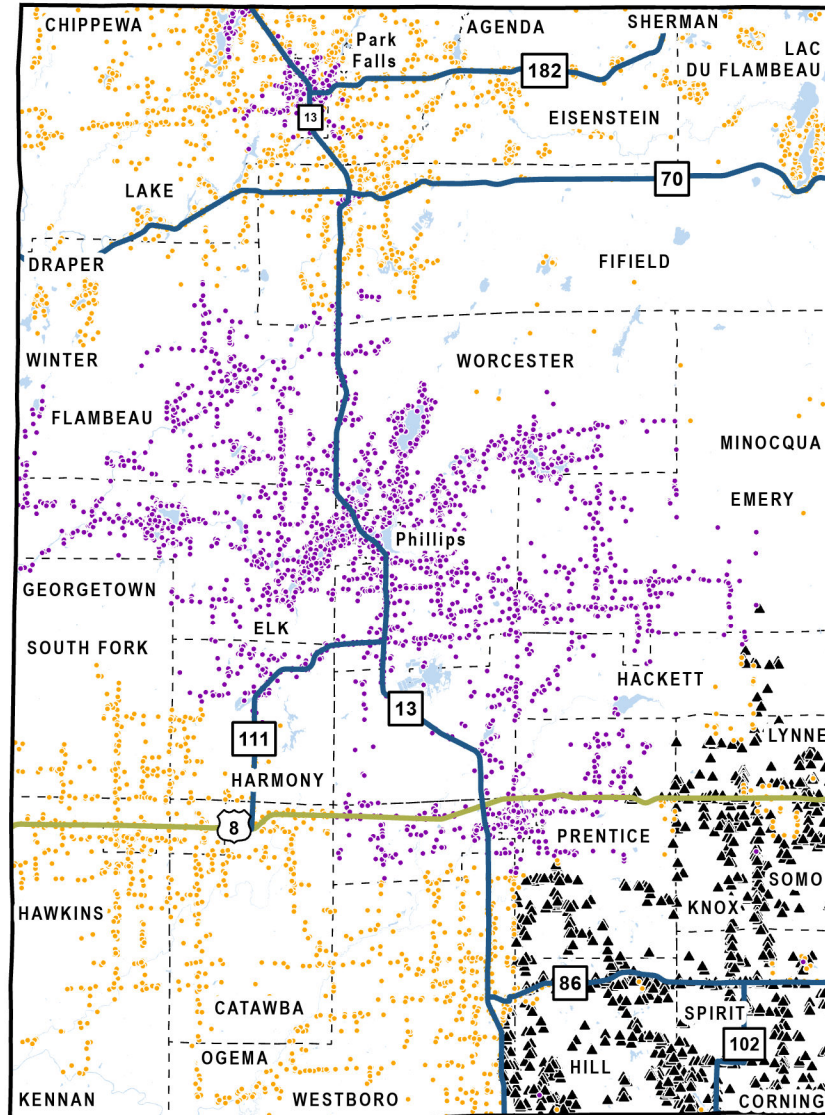 CHIPPEWA
AGENDA
SHERMAN
Park
Falls
LAC
DU FLAMBEAU
182
13
EISENSTEIN
LAKE
70
DRAPER
FIFIELD
WINTER
WORCESTER
FLAMBEAU
MINOCQUA
EMERY
Phillips
GEORGETOWN
ELK
SOUTH FORK
HACKETT
13
111
LYNNE
HARMONY
8
PRENTICE
SOMO
KNOX
HAWKINS
86
CATAWBA
SPIRIT
102
OGEMA
HILL
KENNAN
WESTBORO
CORNING